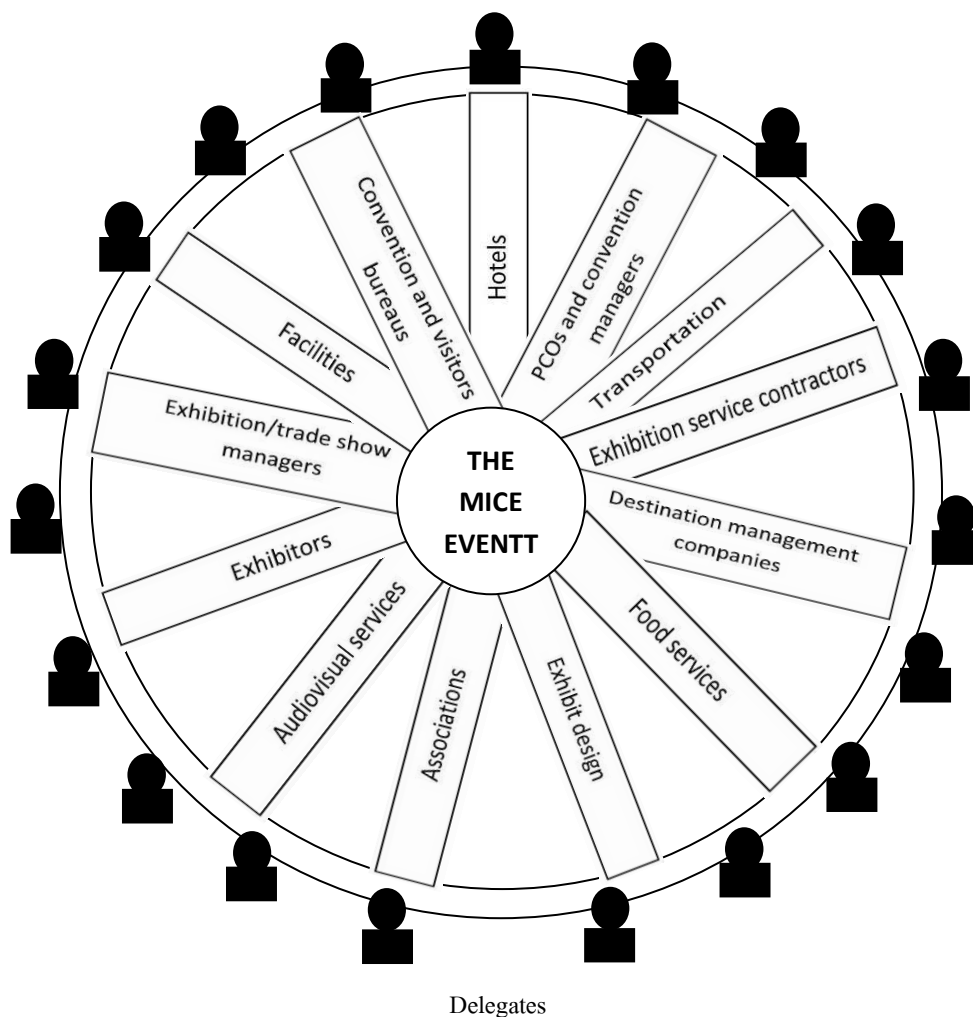 Hotels
PCOs and convention
managers
Transportation
Exhibition service contractors
Destination management
companies
Food services
Exhibit design
Associations
Audiovisual services
Exhibitors
Exhibition/trade show
managers
Facilities
Convention and visitors
bureaus
THE
MICE
EVENTT
Delegates